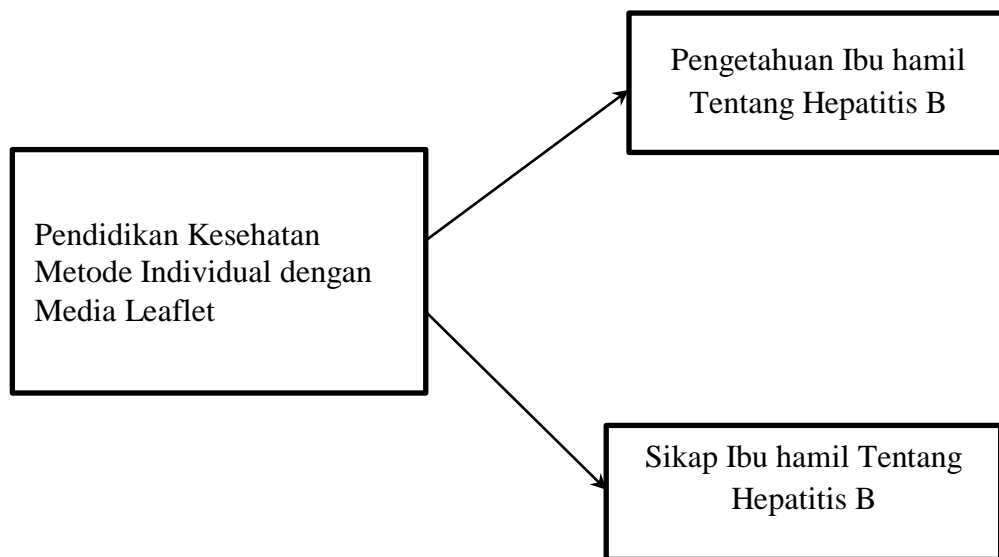 Pengetahuan Ibu hamil
Tentang Hepatitis B
Pendidikan Kesehatan
Metode Individual dengan
Media Leaflet
Sikap Ibu hamil Tentang
Hepatitis B